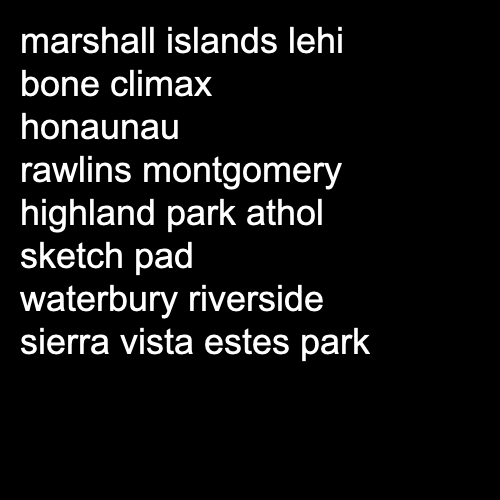 marshall islands lehi
bone climax
honaunau
rawlins montgomery
highland park athol
sketch pad
waterbury riverside
sierra vista estes park